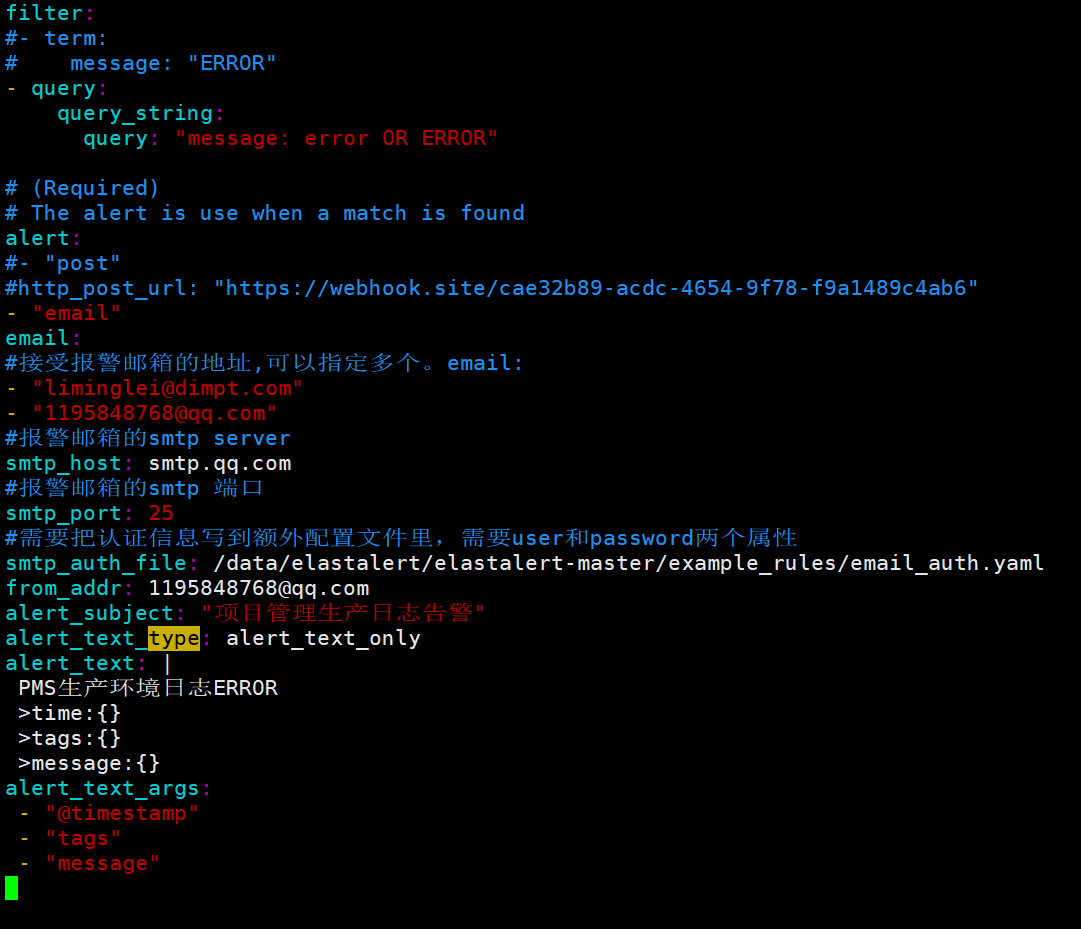 filter:
#- term:
#    message: "ERROR"
- query:
    query_string:
      query: "message: error OR ERROR"

# (Required)
# The alert is use when a match is found
alert:
#- "post"
#http_post_url: "https://webhook.site/cae32b89-acdc-4654-9f78-f9a1489c4ab6"
- "email"
email:
#接受报警邮箱的地址,可以指定多个。email:
- "liminglei@dimpt.com"
- "1195848768@qq.com"
#报警邮箱的smtp server
smtp_host: smtp.qq.com
#报警邮箱的smtp 端口
smtp_port: 25
#需要把认证信息写到额外配置文件里，需要user和password两个属性
smtp_auth_file: /data/elastalert/elastalert-master/example_rules/email_auth.yaml
from_addr: 1195848768@qq.com
alert_subject: "项目管理生产日志告警"
alert_text_type: alert_text_only
alert_text: |
 PMS生产环境日志ERROR
 >time:{}
 >tags:{}
 >message:{}
alert_text_args:
 - "@timestamp"
 - "tags"
 - "message"